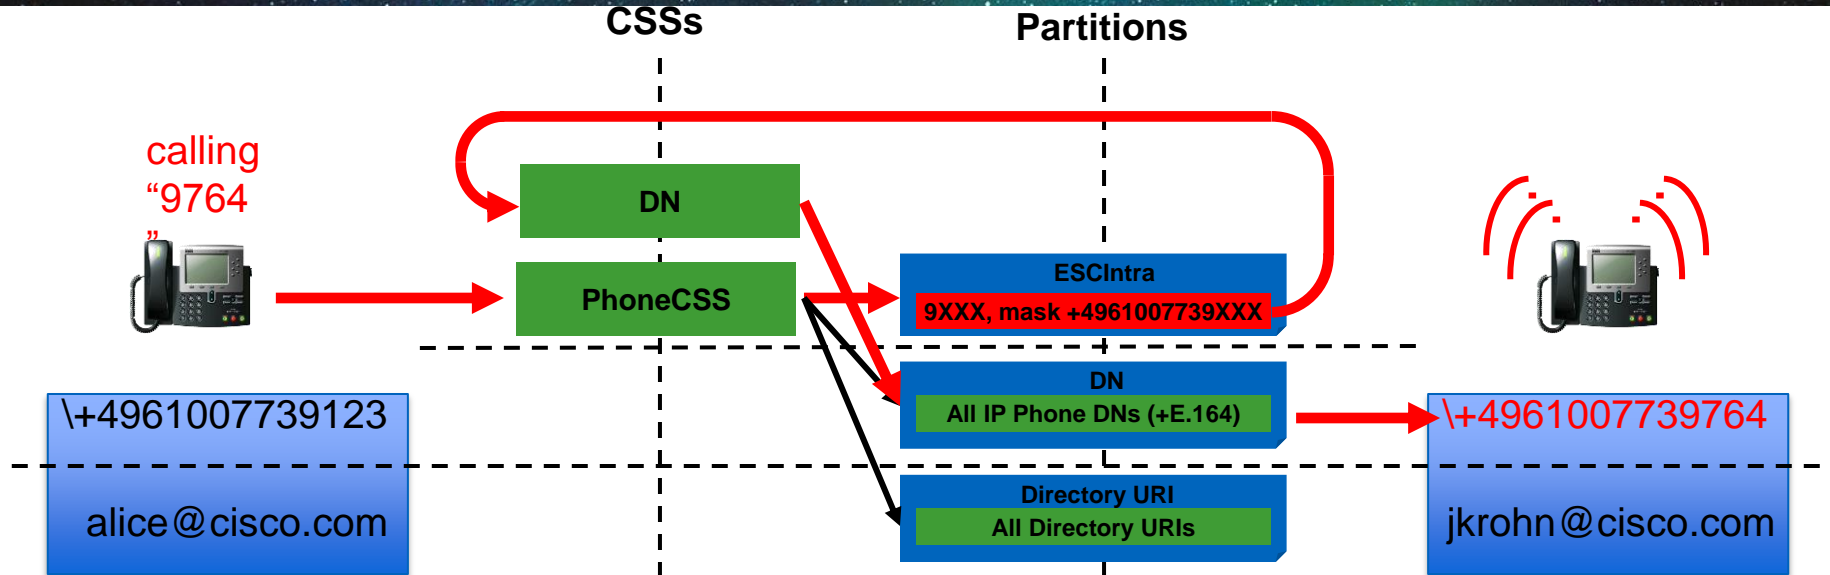 CSSs
Partitions
calling
“9764
”
DN
PhoneCSS
ESCIntra
9XXX, mask +4961007739XXX
DN
All IP Phone DNs (+E.164)
\+4961007739123
alice@cisco.com
Directory URI
All Directory URIs
\+4961007739764
jkrohn@cisco.com